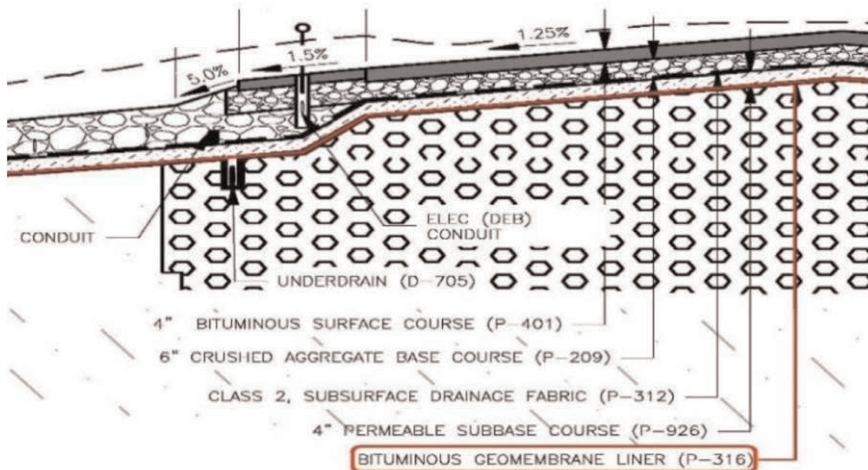 1.25%
1.5%
5.0%
CONDUIT
ELEC (DEB)
CONDUIT
UNDERDRAIN (D-705)
4" BITUMINOUS SURFACE COURSE (P-401)
6" CRUSHED AGGREGATE BASE COURSE (P-209)
CLASS 2, SUBSURFACE DRAINAGE FABRIC (P-312)
4" PERMEABLE SUBBASE COURSE (P-926)
BITUMINOUS GEOMEMBRANE LINER (P-316)